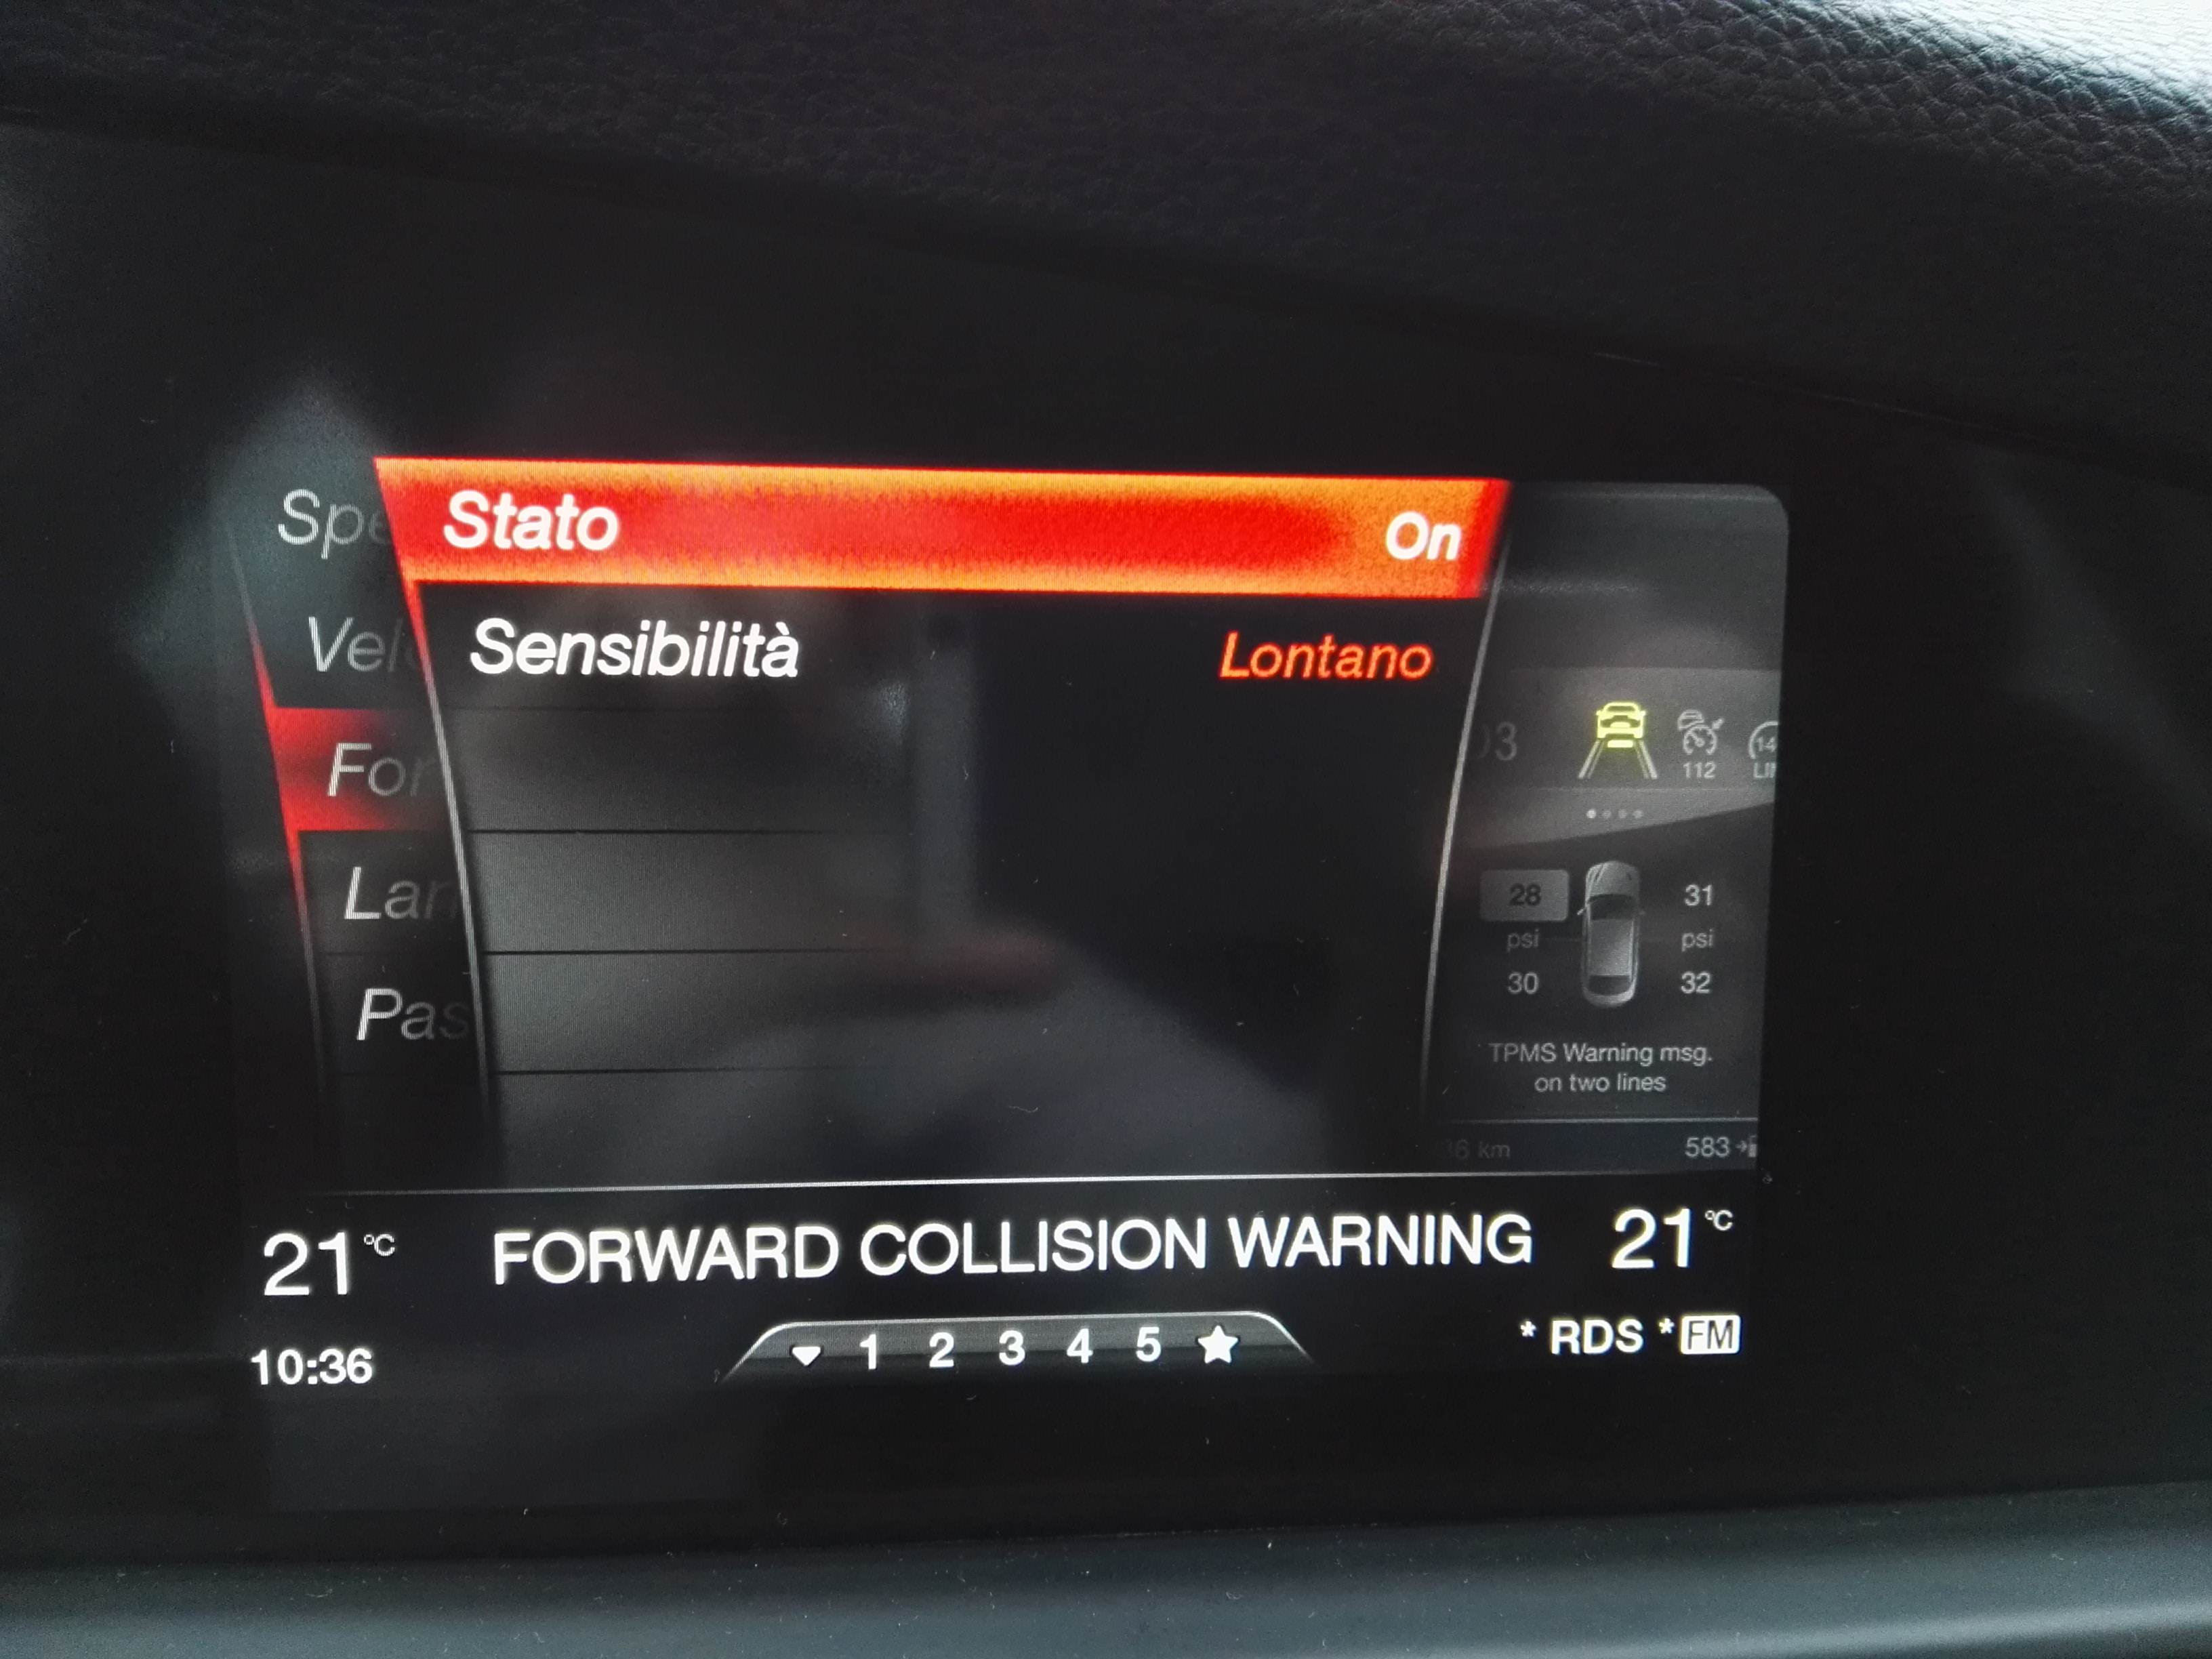 Stato On
Sensibilità Lontano
112
28 31
psi psi
30 32
TPMS Warning msg.
on two lines
km 583
21 °C FORWARD COLLISION WARNING 21 °C
10:36 1 2 3 4 5 * RDS * FM